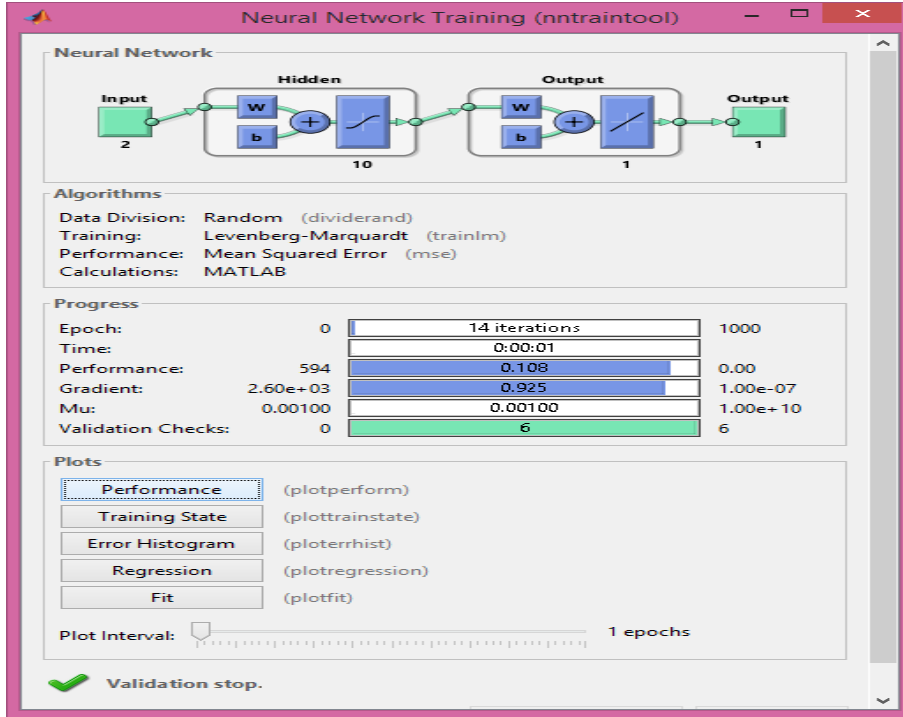 Neural Network Training (nntraintool)
Neural Network
Hidden
Output
Input
Output
W
W
b
b
2
10
1
1
Algorithms
Data Division: Random (dividerand)
Training: Levenberg-Marquardt (trainlm)
Performance: Mean Squared Error (mse)
Calculations: MATLAB
Progress
Epoch: 0 14 iterations 1000
Time: 0:00:01
Performance: 594 0.108 0.00
Gradient: 2.60e+03 0.925 1.00e-07
Mu: 0.00100 0.00100 1.00e+10
Validation Checks: 0 6 6
Plots
Performance (plotperform)
Training State (plottrainstate)
Error Histogram (ploterrhist)
Regression (plotregression)
Fit (plotfit)
Plot Interval: 1 epochs
Validation stop.